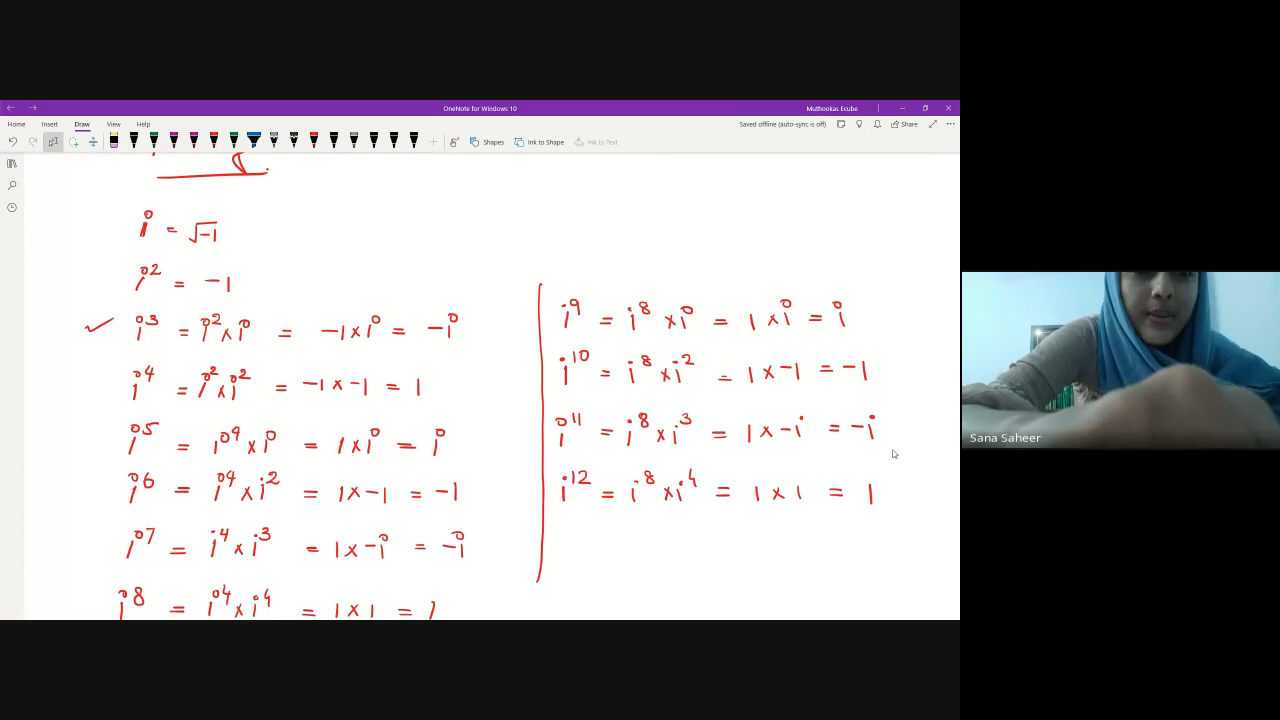 OneNote for Windows 10
Muthookas Ecube
Home Insert Draw View Help
Saved offline (auto-sync is off)
Share
Shapes
Ink to Shape
Ink to Text
i = √-1
i² = -1
i³ = i² × i = -1 × i = -i
i⁴ = i² × i² = -1 × -1 = 1
i⁵ = i⁴ × i = 1 × i = i
i⁶ = i⁴ × i² = 1 × -1 = -1
i⁷ = i⁴ × i³ = 1 × -i = -i
i⁸ = i⁴ × i⁴ = 1 × 1 = 1
i⁹ = i⁸ × i = 1 × i = i
i¹⁰ = i⁸ × i² = 1 × -1 = -1
i¹¹ = i⁸ × i³ = 1 × -i = -i
i¹² = i⁸ × i⁴ = 1 × 1 = 1
Sana Saheer